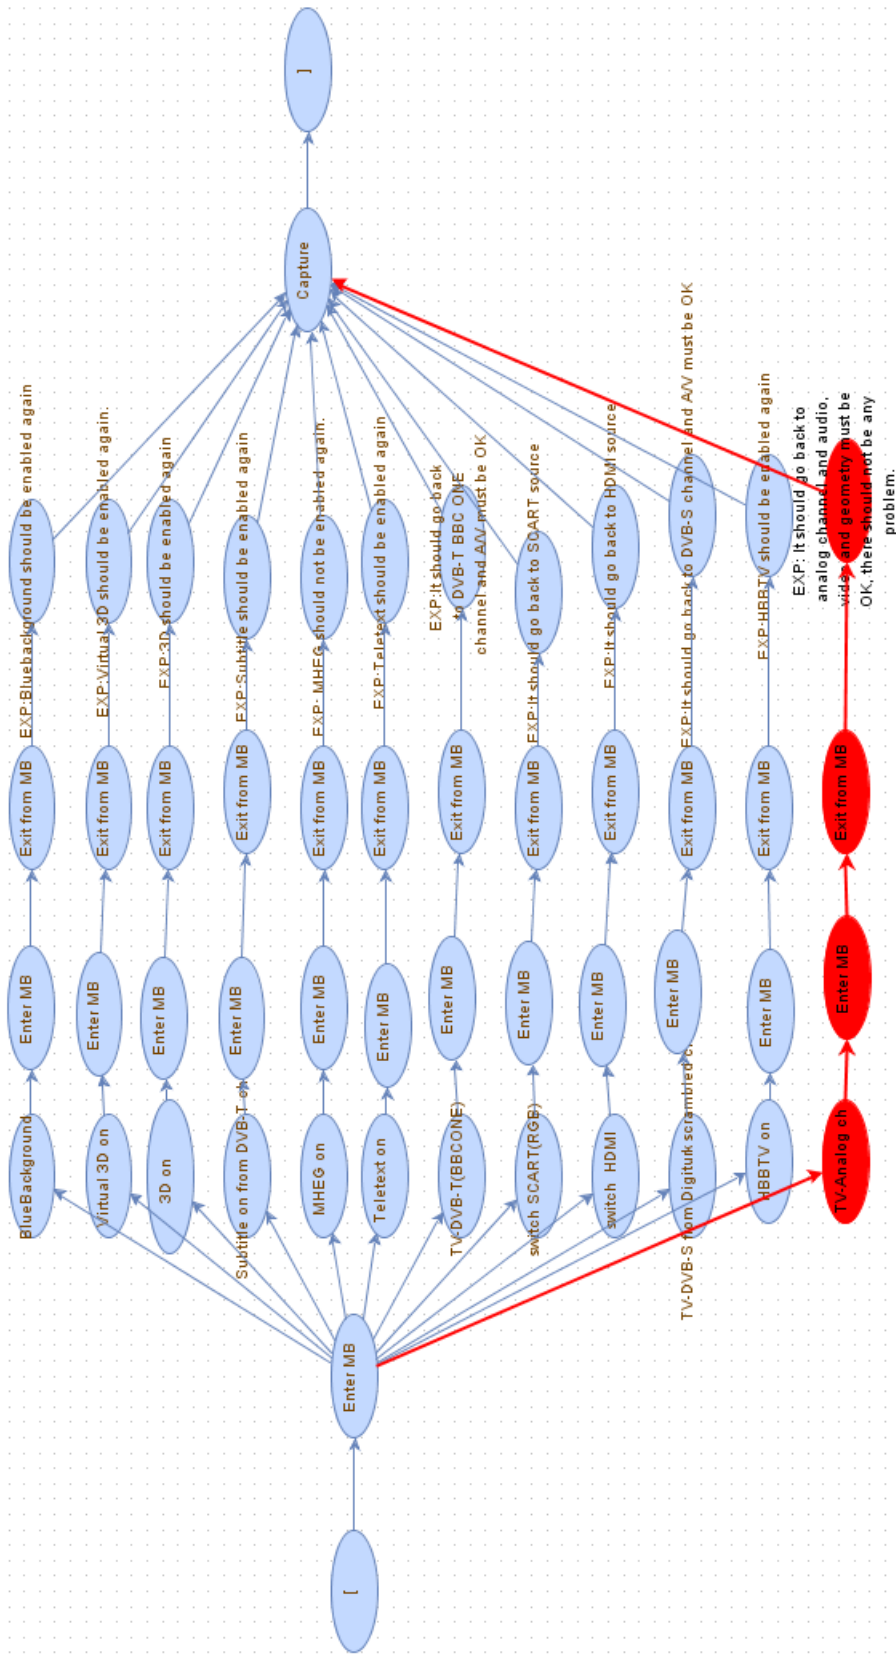 [
Enter MB
BlueBackground
Enter MB
Exit from MB
EXP:Bluebackground should be enabled again
Virtual 3D on
Enter MB
Exit from MB
EXP:Virtual 3D should be enabled again.
3D on
Enter MB
Exit from MB
EXP:3D should be enabled again
Subtitle on from DVB-T ch
Enter MB
Exit from MB
EXP:Subtitle should be enabled again
MHEG on
Enter MB
Exit from MB
EXP: MHEG should not be enabled again.
Teletext on
Enter MB
Exit from MB
EXP:Teletext should be enabled again
TV-DVB-T(BBCONE)
Enter MB
Exit from MB
EXP:It should go back
to DVB-T BBC ONE
channel and A/V must be OK
switch SCART(RGB)
Enter MB
Exit from MB
EXP:It should go back to SCART source
switch HDMI
Enter MB
Exit from MB
EXP:It should go back to HDMI source
TV-DVB-S from Digiturk scrambled
Enter MB
Exit from MB
EXP:It should go back to DVB-S channel and A/V must be OK
HBBTV on
Enter MB
Exit from MB
EXP:HBBTV should be enabled again
TV-Analog ch
Enter MB
Exit from MB
EXP: It should go back to
analog channel and audio,
video and geometry must be
OK, there should not be any
problem.
Capture
]